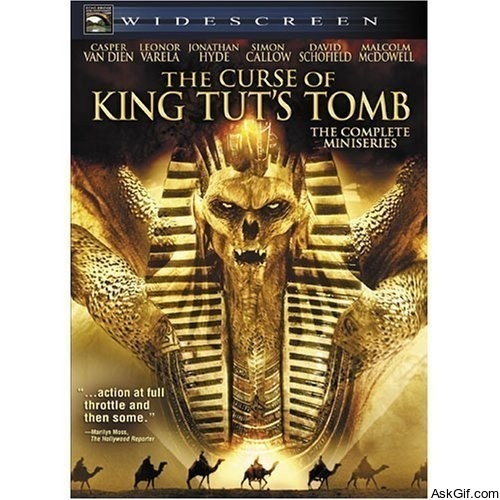 WIDESCREEN
CASPER VAN DIEN
LEONOR VARELA
JONATHAN HYDE
SIMON CALLOW
DAVID SCHOFIELD
MALCOLM McDOWELL
THE CURSE OF
KING TUT'S TOMB
THE COMPLETE
MINISERIES
"...action at full
throttle and
then some."
—Marilyn Moss,
The Hollywood Reporter
AskGif.com